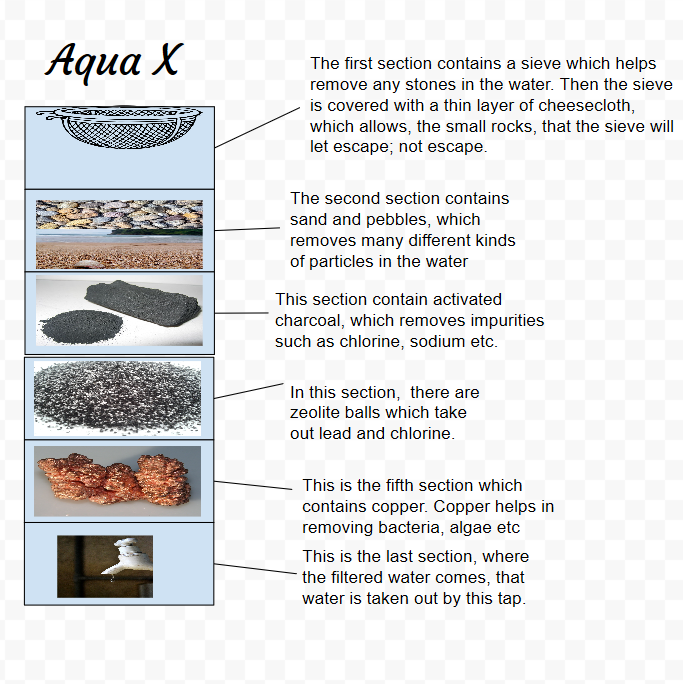 Aqua X
The first section contains a sieve which helps
remove any stones in the water. Then the sieve
is covered with a thin layer of cheesecloth,
which allows, the small rocks, that the sieve will
let escape; not escape.
The second section contains
sand and pebbles, which
removes many different kinds
of particles in the water
This section contain activated
charcoal, which removes impurities
such as chlorine, sodium etc.
In this section, there are
zeolite balls which take
out lead and chlorine.
This is the fifth section which
contains copper. Copper helps in
removing bacteria, algae etc
This is the last section, where
the filtered water comes, that
water is taken out by this tap.